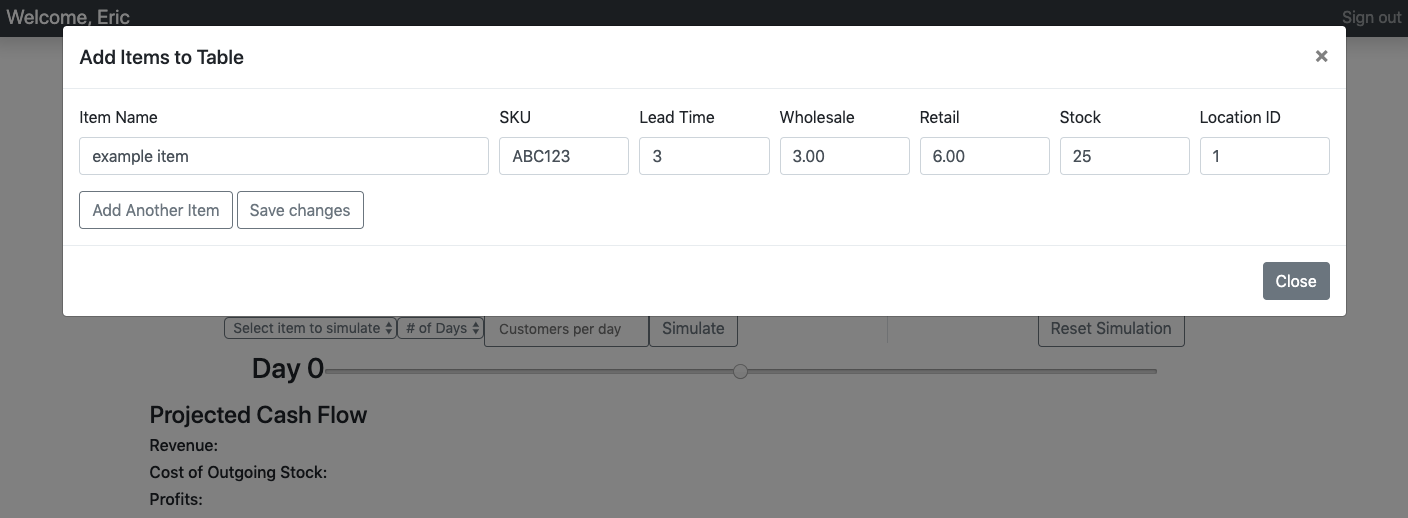 Welcome, Eric Sign out
Add Items to Table ×
Item Name SKU Lead Time Wholesale Retail Stock Location ID
example item ABC123 3 3.00 6.00 25 1
Add Another Item Save changes
Close
Select item to simulate # of Days Customers per day Simulate Reset Simulation
Day 0
Projected Cash Flow
Revenue:
Cost of Outgoing Stock:
Profits: